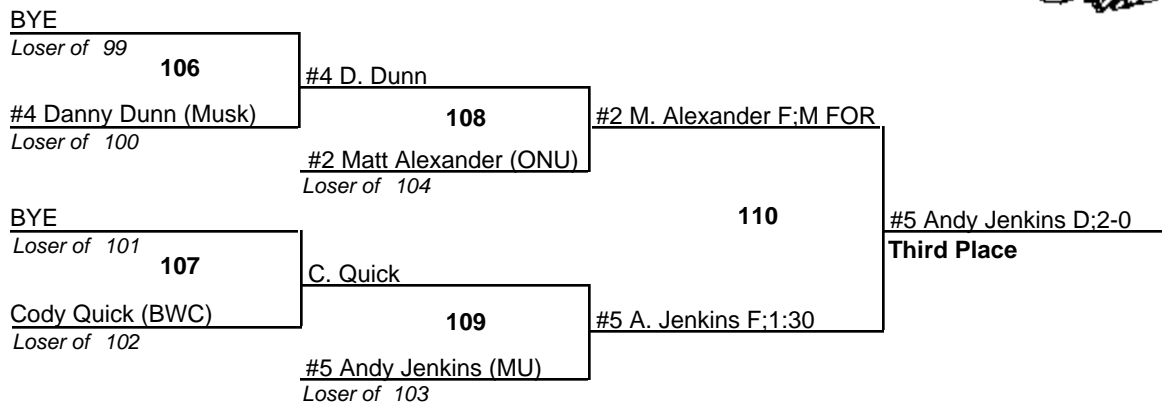 BYE
Loser of 99
106
#4 D. Dunn
#4 Danny Dunn (Musk)
Loser of 100
108
#2 M. Alexander F;M FOR
#2 Matt Alexander (ONU)
Loser of 104
BYE
Loser of 101
107
110
#5 Andy Jenkins D;2-0
Third Place
C. Quick
Cody Quick (BWC)
Loser of 102
109
#5 A. Jenkins F;1:30
#5 Andy Jenkins (MU)
Loser of 103